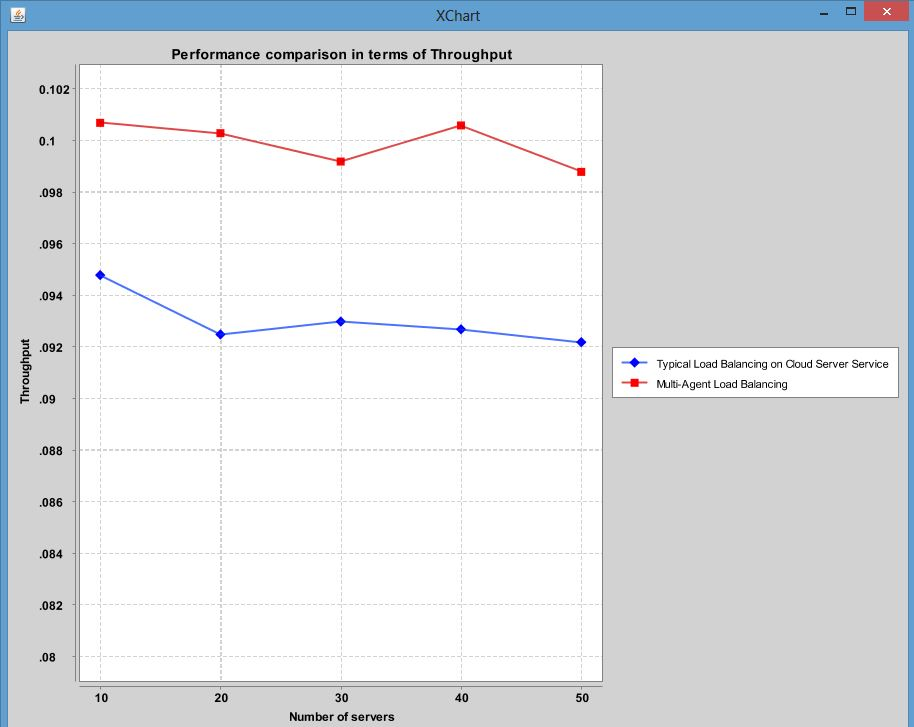 XChart
Performance comparison in terms of Throughput
0.102
0.1
.098
.096
.094
.092
.09
.088
.086
.084
.082
.08
Throughput
10 20 30 40 50
Number of servers
Typical Load Balancing on Cloud Server Service
Multi-Agent Load Balancing